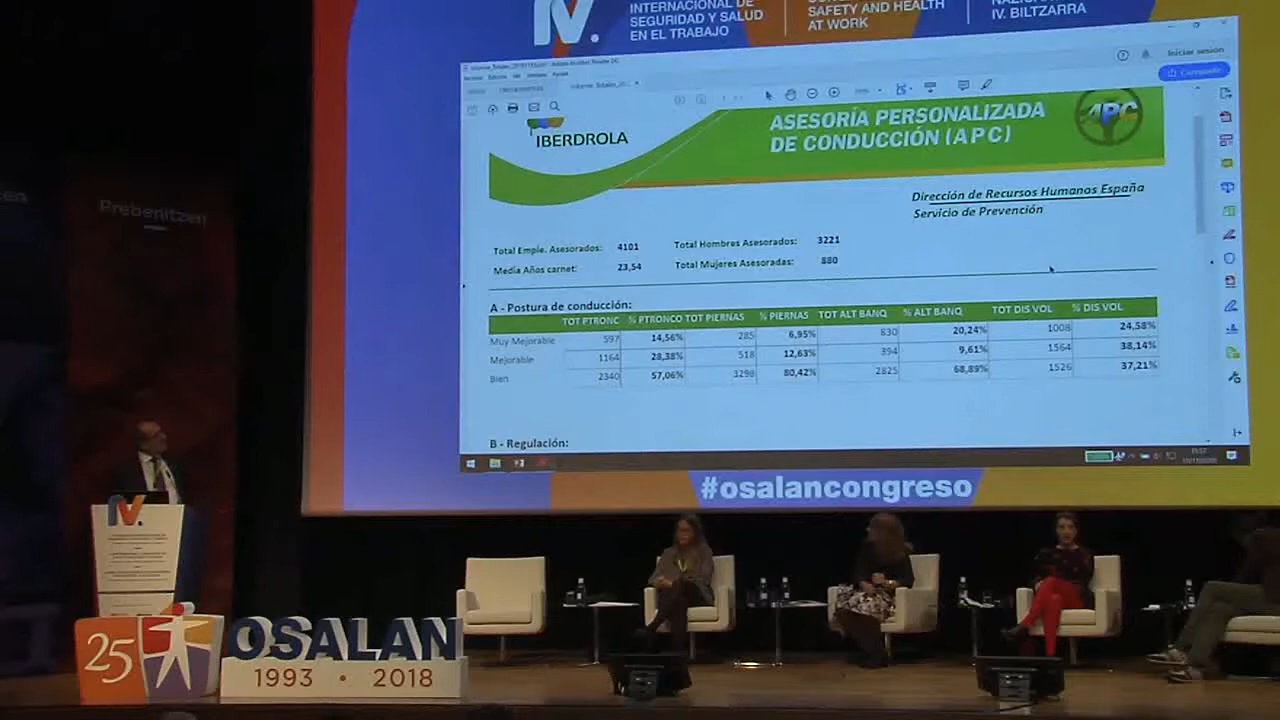 IV.
INTERNACIONAL DE
SEGURIDAD Y SALUD
EN EL TRABAJO
SAFETY AND HEALTH
AT WORK
IV. BILTZARRA
Iniciar sesión
Compartir
IBERDROLA
ASESORÍA PERSONALIZADA
DE CONDUCCIÓN (APC)
APC
Dirección de Recursos Humanos España
Servicio de Prevención
Total Emple. Asesorados: 4101 Total Hombres Asesorados: 3221
Media Años carnet: 23,54 Total Mujeres Asesoradas: 880
A - Postura de conducción:
TOT PTRONC % PTRONCO TOT PIERNAS % PIERNAS TOT ALT BANQ % ALT BANQ TOT DIS VOL % DIS VOL
Muy Mejorable 597 14,56% 285 6,95% 830 20,24% 1008 24,58%
Mejorable 1164 28,38% 518 12,63% 394 9,61% 1564 38,14%
Bien 2340 57,06% 3298 80,42% 2825 68,89% 1526 37,21%
B - Regulación:
#osalancongreso
Prebenitzen
IV.
25
OSALAN
1993 · 2018